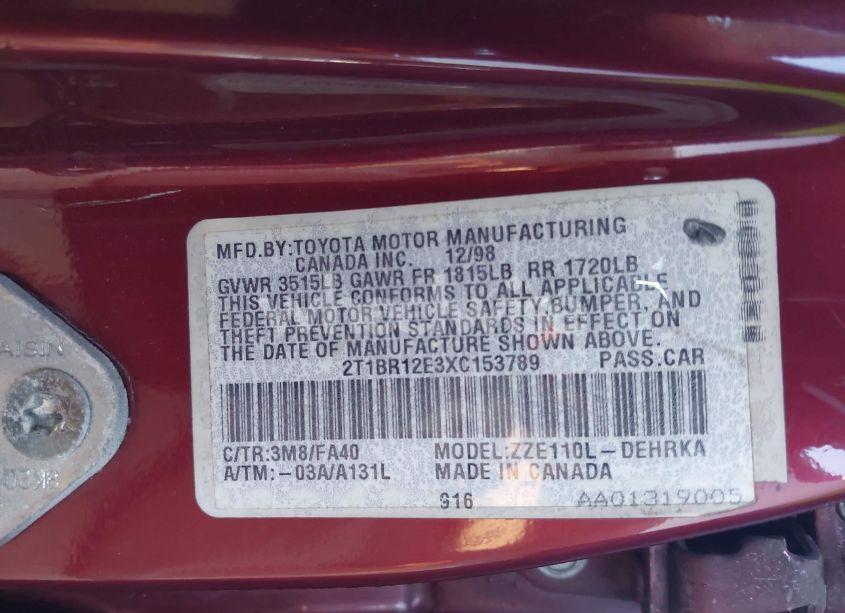 MFD.BY:TOYOTA MOTOR MANUFACTURING
CANADA INC. 12/98
GVWR 3515LB GAWR FR 1815LB RR 1720LB
THIS VEHICLE CONFORMS TO ALL APPLICABLE
FEDERAL MOTOR VEHICLE SAFETY, BUMPER, AND
THEFT PREVENTION STANDARDS IN EFFECT ON
THE DATE OF MANUFACTURE SHOWN ABOVE.
2T1BR12E3XC153789 PASS.CAR
C/TR:3M8/FA40 MODEL:ZZE110L-DEHRKA
A/TM:-03A/A131L MADE IN CANADA
916 AA01319005
AISIN